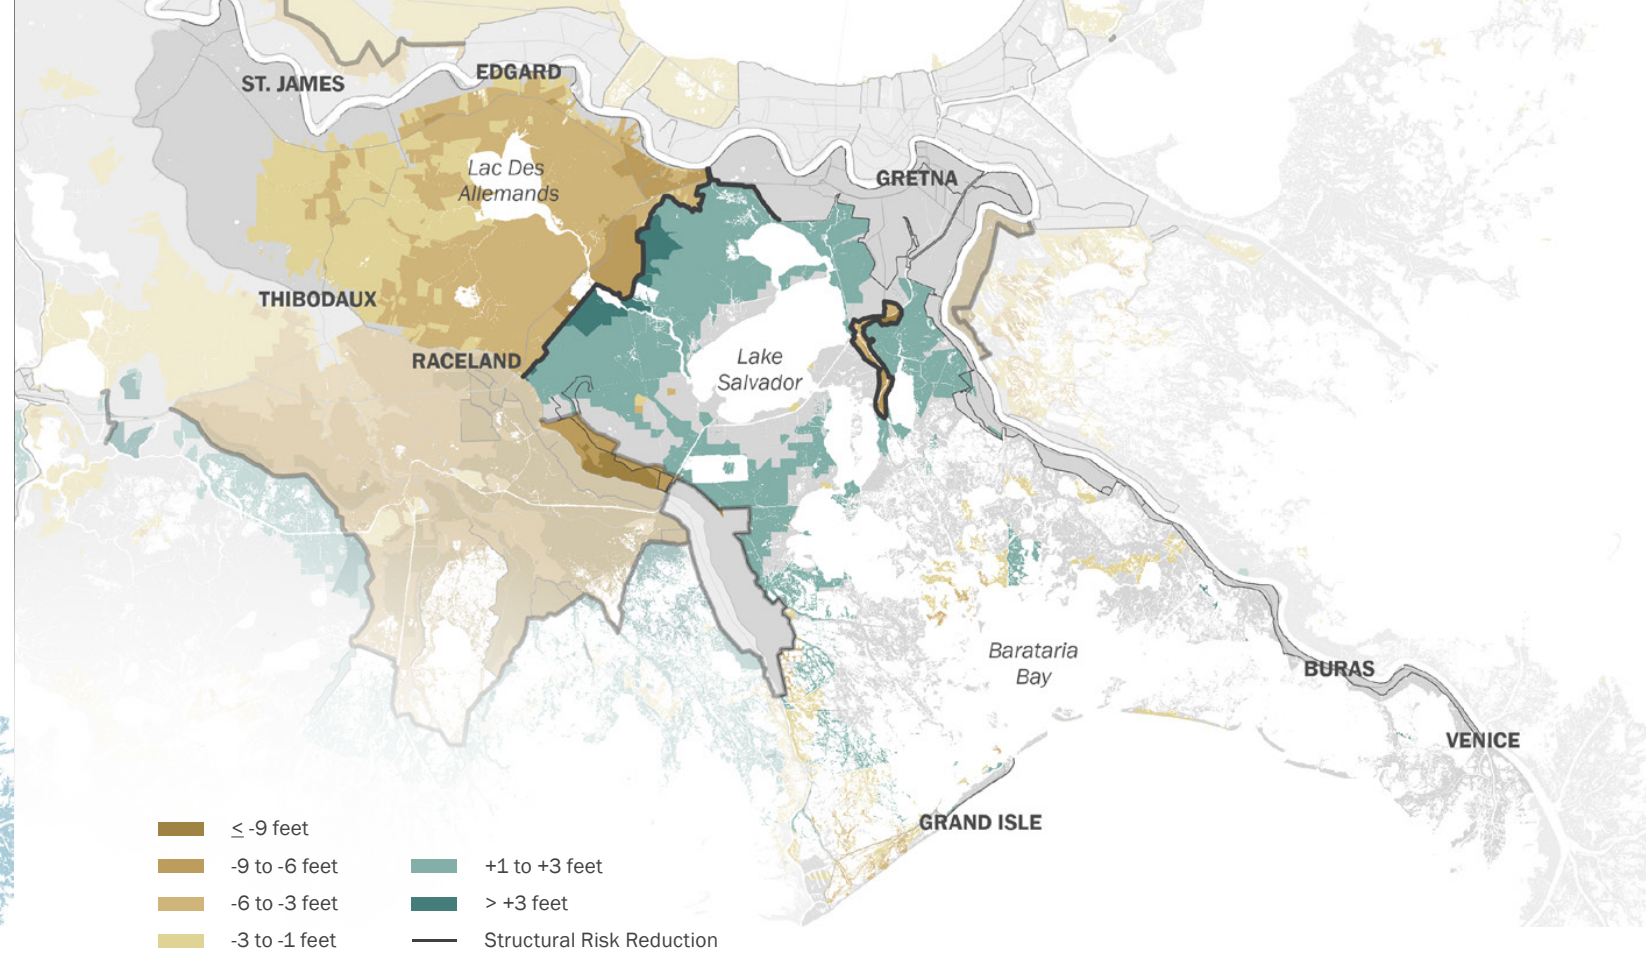 EDGARD
ST. JAMES
Lac Des
Allemands
GRETNA
THIBODAUX
RACELAND
Lake
Salvador
Barataria
Bay
BURAS
VENICE
GRAND ISLE
≤ -9 feet
-9 to -6 feet
-6 to -3 feet
-3 to -1 feet
+1 to +3 feet
> +3 feet
Structural Risk Reduction